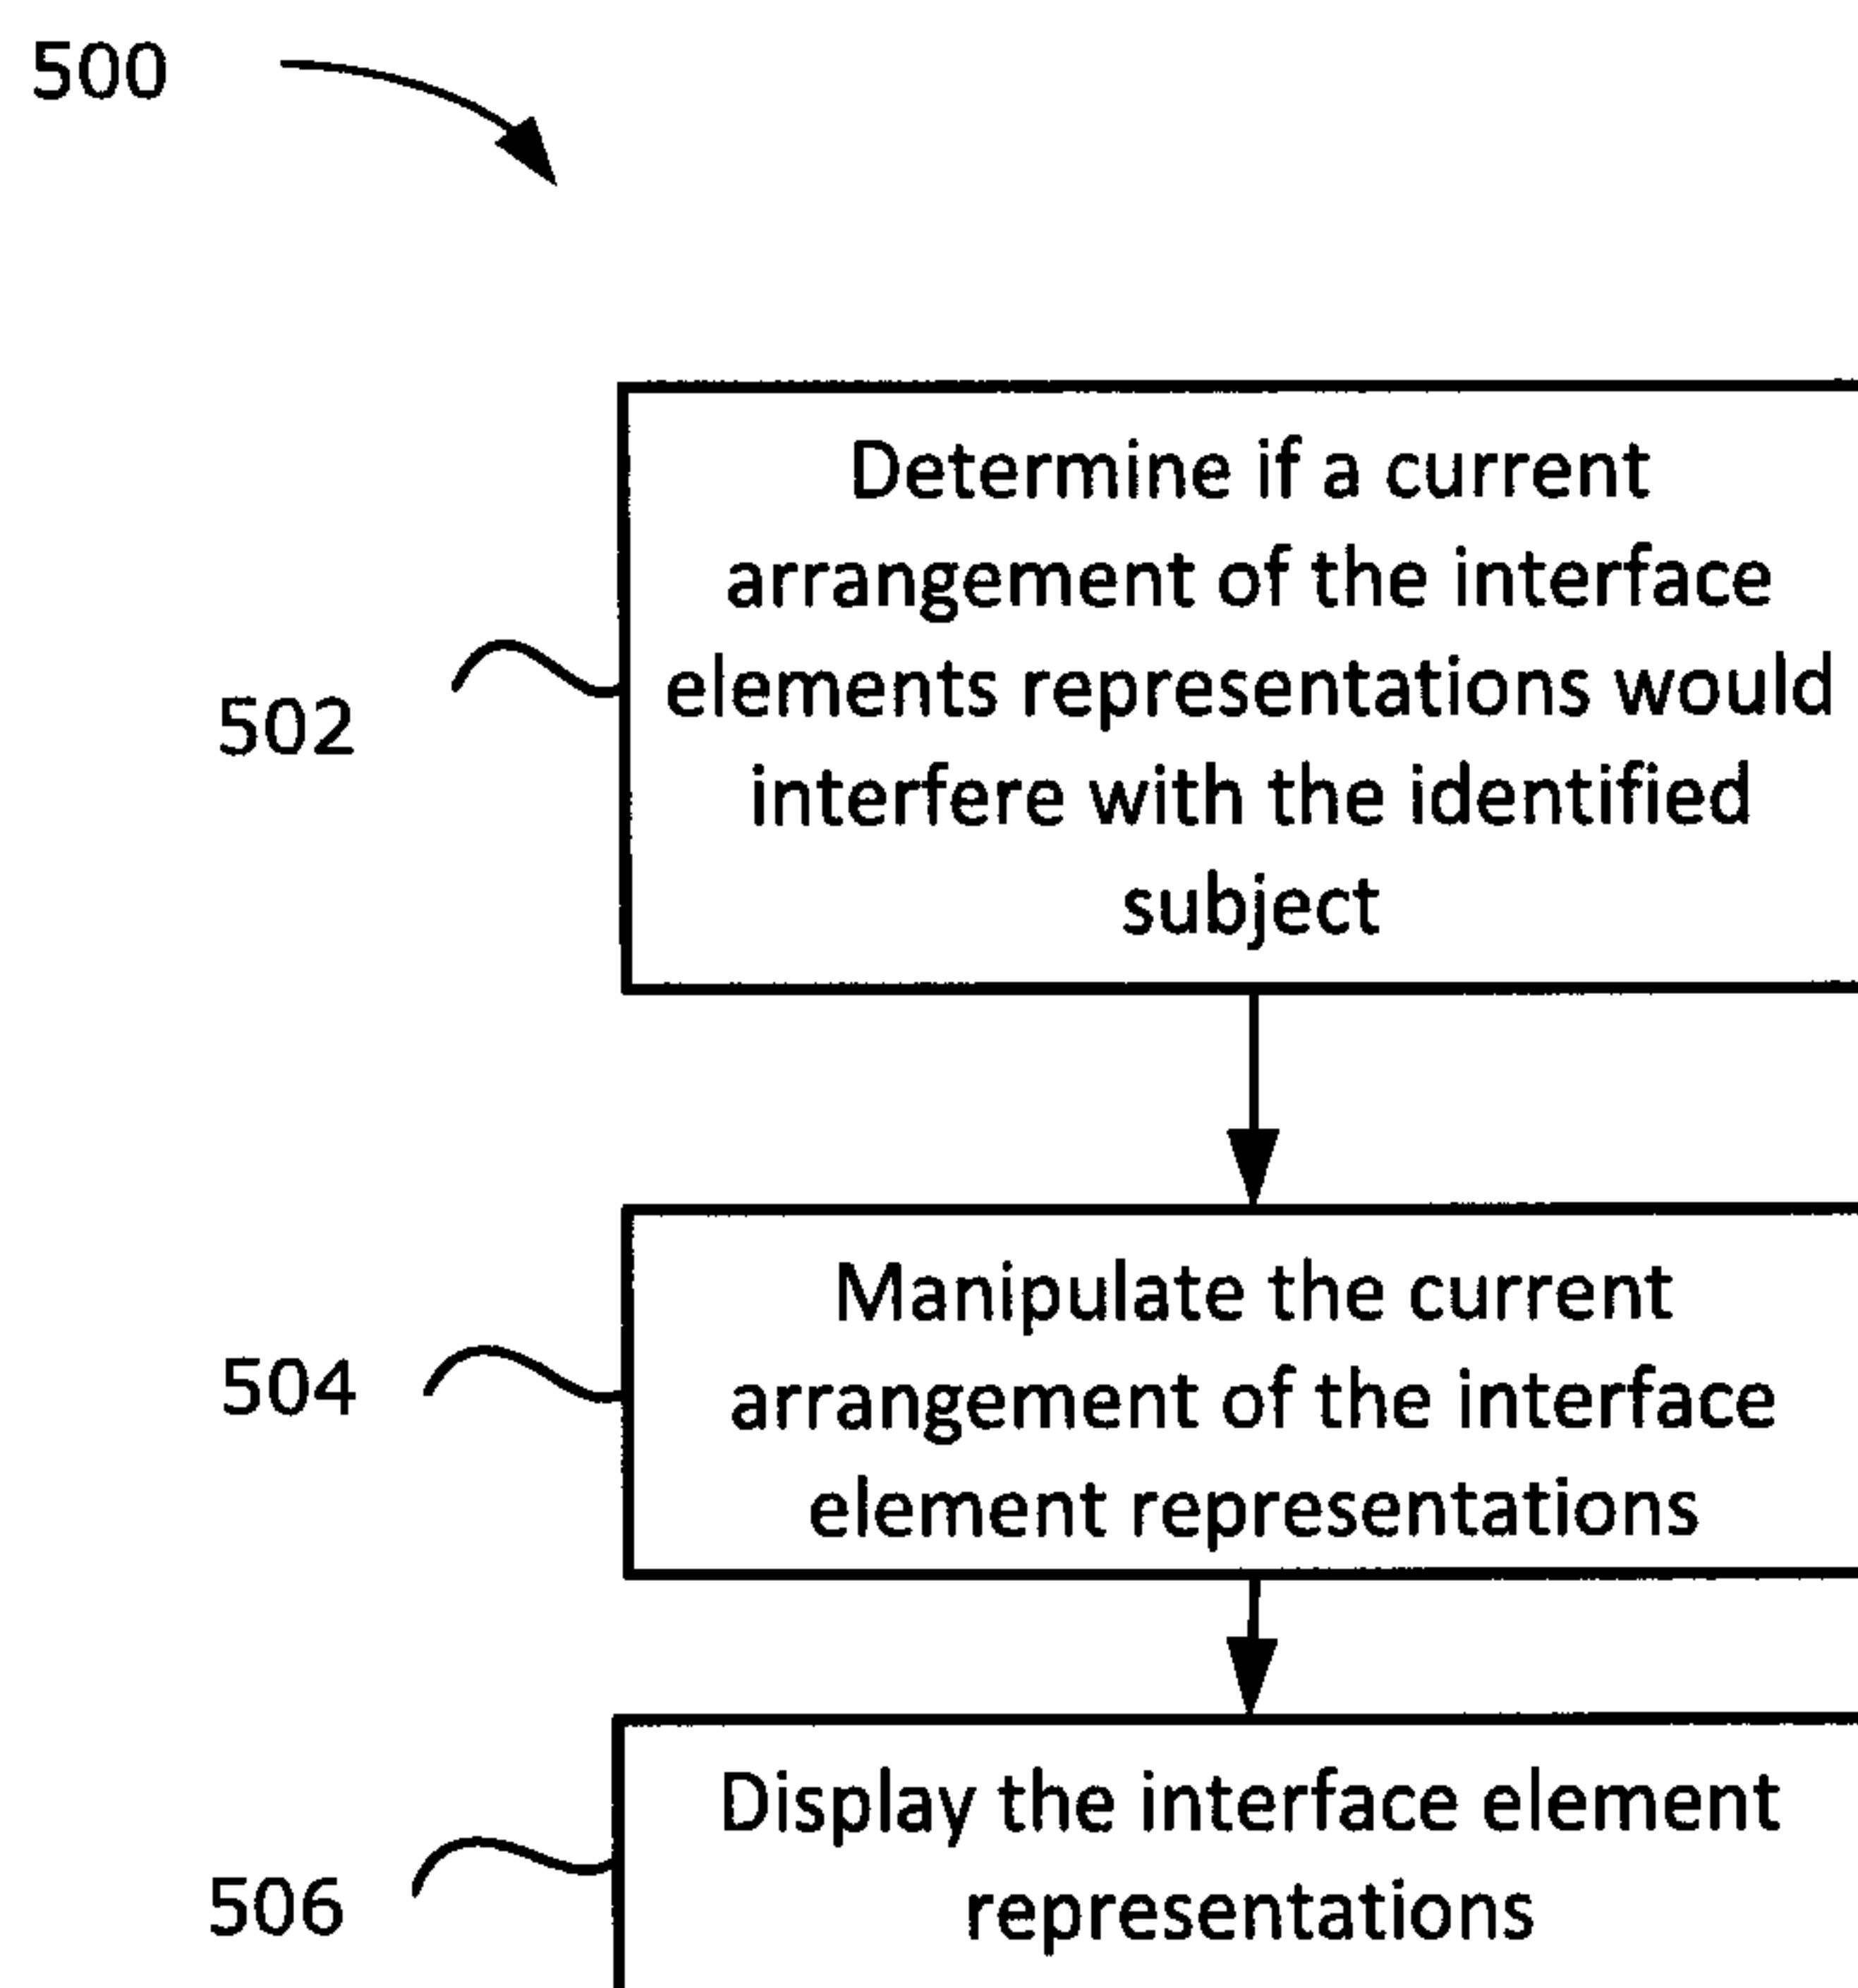 500
Determine if a current
arrangement of the interface
elements representations would
interfere with the identified
subject
502
Manipulate the current
arrangement of the interface
element representations
504
Display the interface element
representations
506